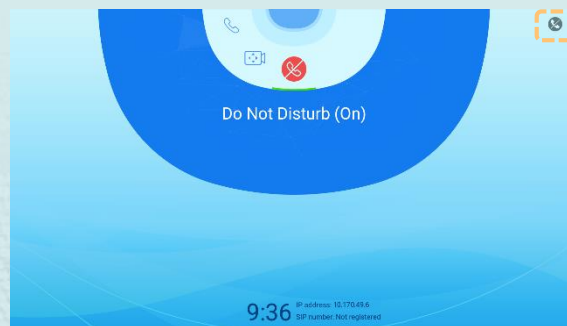 Do Not Disturb (On)
9:36
IP address: 10.170.49.6
SIP number: Not registered